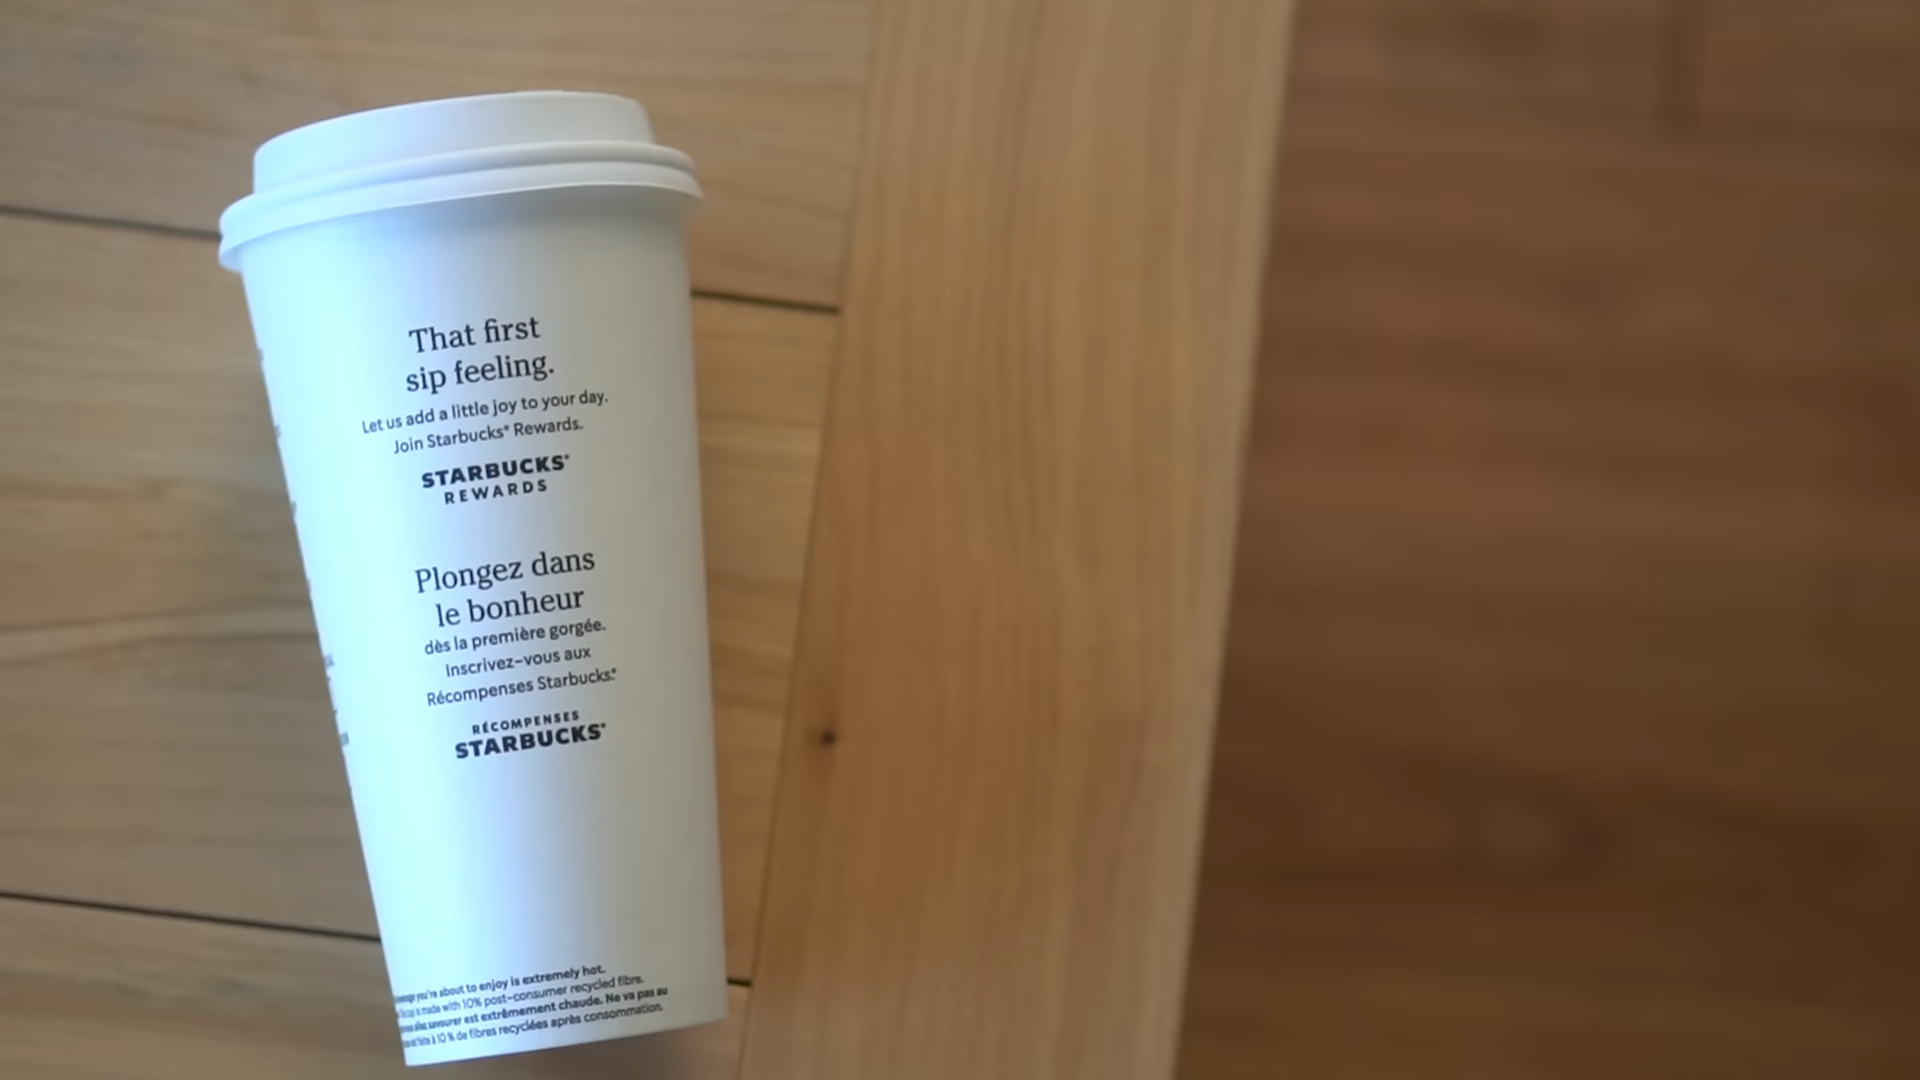 That first
sip feeling.
Let us add a little joy to your day.
Join Starbucks® Rewards.
STARBUCKS®
REWARDS
Plongez dans
le bonheur
dès la première gorgée.
Inscrivez-vous aux
Récompenses Starbucks.®
RÉCOMPENSES
STARBUCKS®
you're about to enjoy is extremely hot.
is made with 10% post-consumer recycled fibre.
savourer est extrêmement chaude. Ne va pas au
à 10 % de fibres recyclées après consommation.